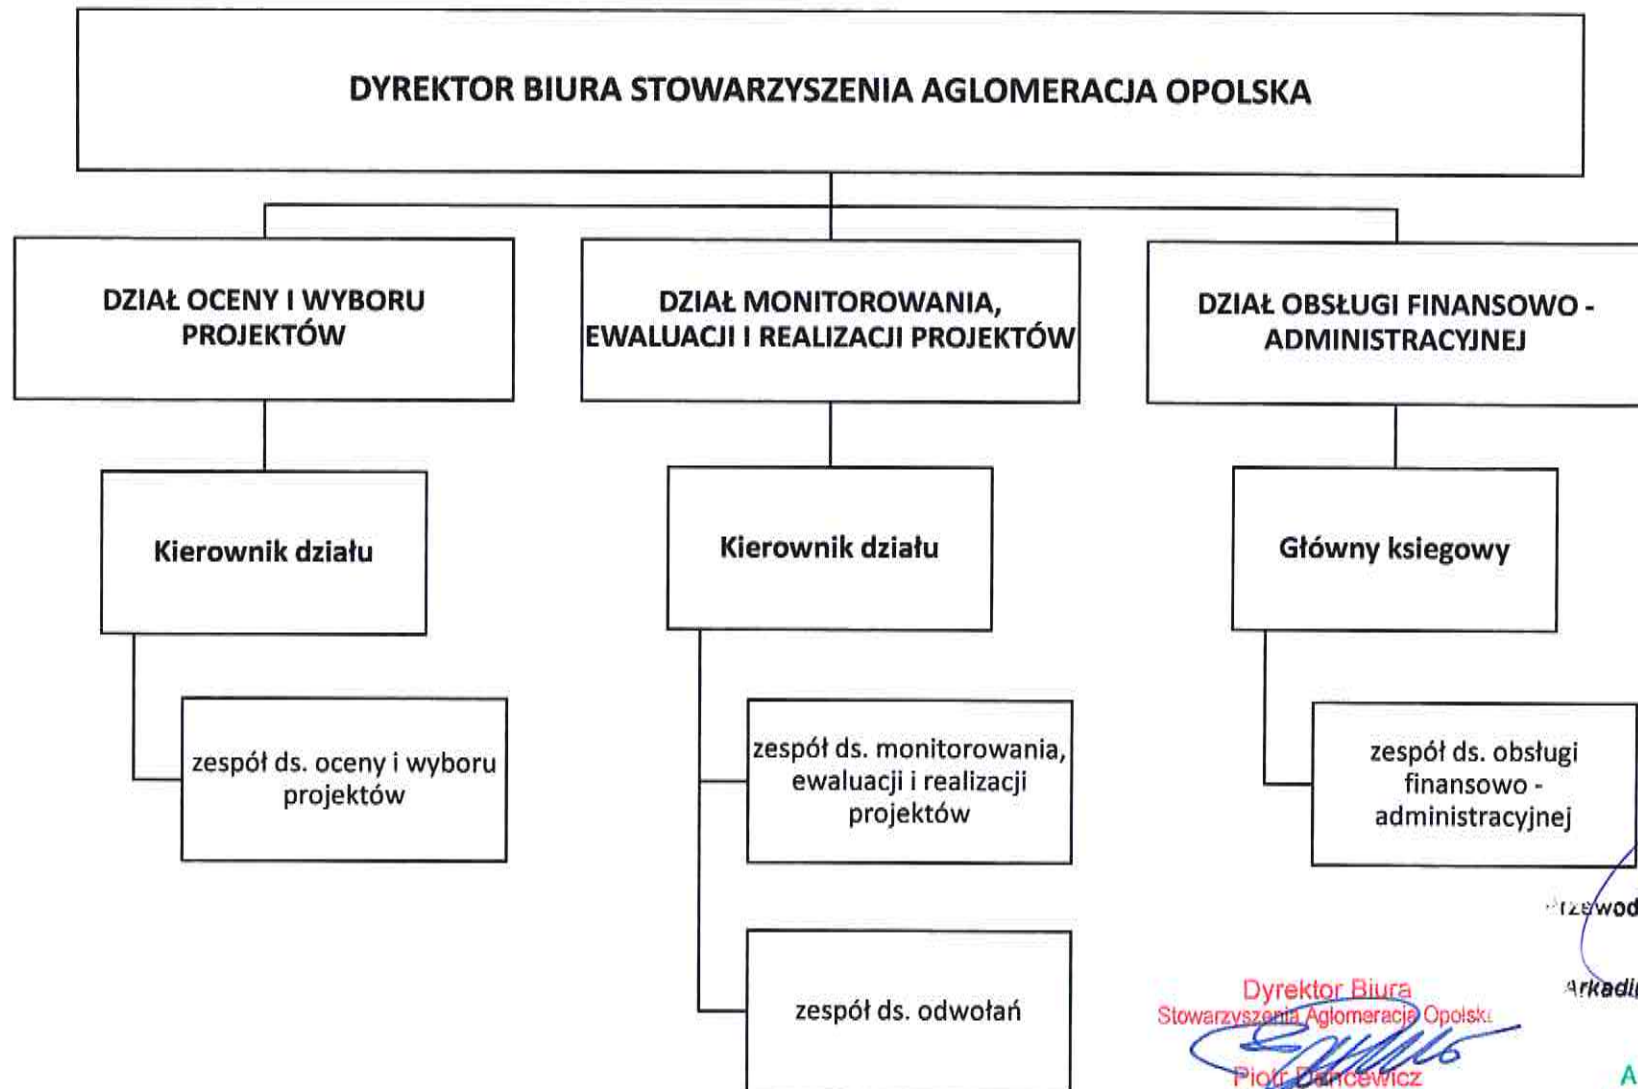 DYREKTOR BIURA STOWARZYSZENIA AGLOMERACJA OPOLSKA
DZIAŁ OCENY I WYBORU
PROJEKTÓW
DZIAŁ MONITOROWANIA,
EWALUACJI I REALIZACJI PROJEKTÓW
DZIAŁ OBSŁUGI FINANSOWO -
ADMINISTRACYJNEJ
Kierownik działu
Kierownik działu
Główny ksiegowy
zespół ds. oceny i wyboru
projektów
zespół ds. monitorowania,
ewaluacji i realizacji
projektów
zespół ds. obsługi
finansowo -
administracyjnej
zespół ds. odwołań
Dyrektor Biura
Stowarzyszenia Aglomeracja Opolska
Piotr Dancewicz